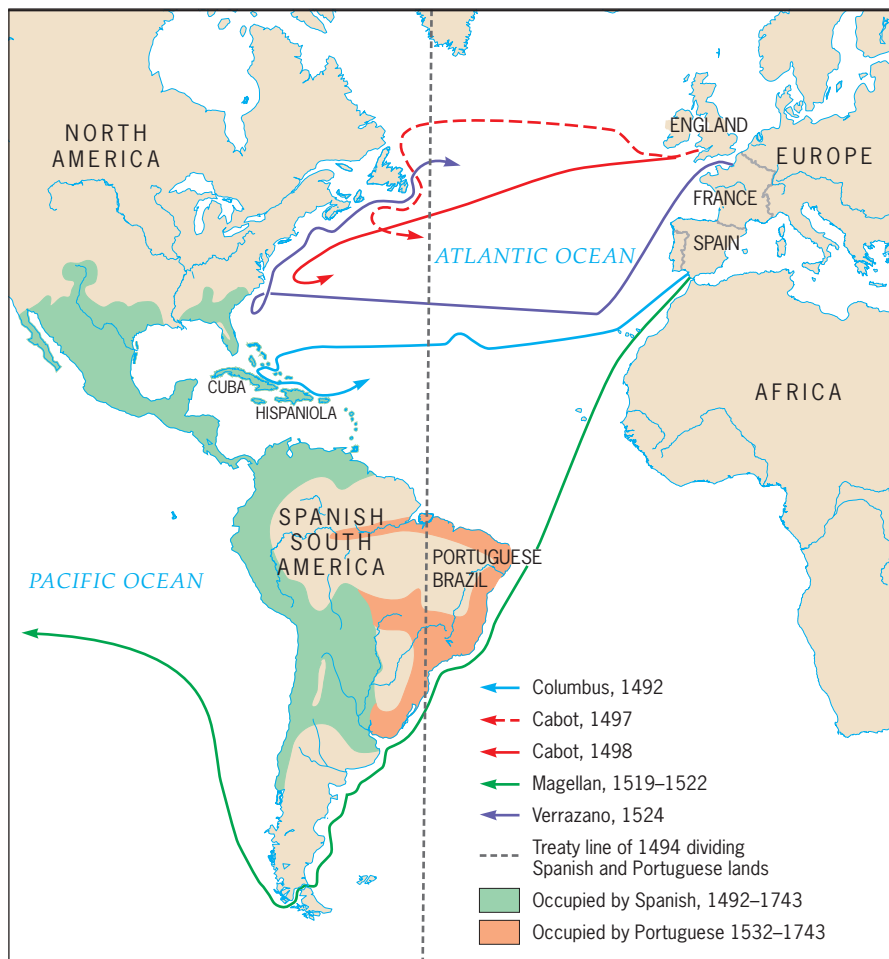 NORTH
AMERICA
ENGLAND
EUROPE
FRANCE
SPAIN
ATLANTIC OCEAN
CUBA
HISPANIOLA
AFRICA
SPANISH
SOUTH
AMERICA
PORTUGUESE
BRAZIL
PACIFIC OCEAN
Columbus, 1492
Cabot, 1497
Cabot, 1498
Magellan, 1519–1522
Verrazano, 1524
Treaty line of 1494 dividing
Spanish and Portuguese lands
Occupied by Spanish, 1492–1743
Occupied by Portuguese 1532–1743